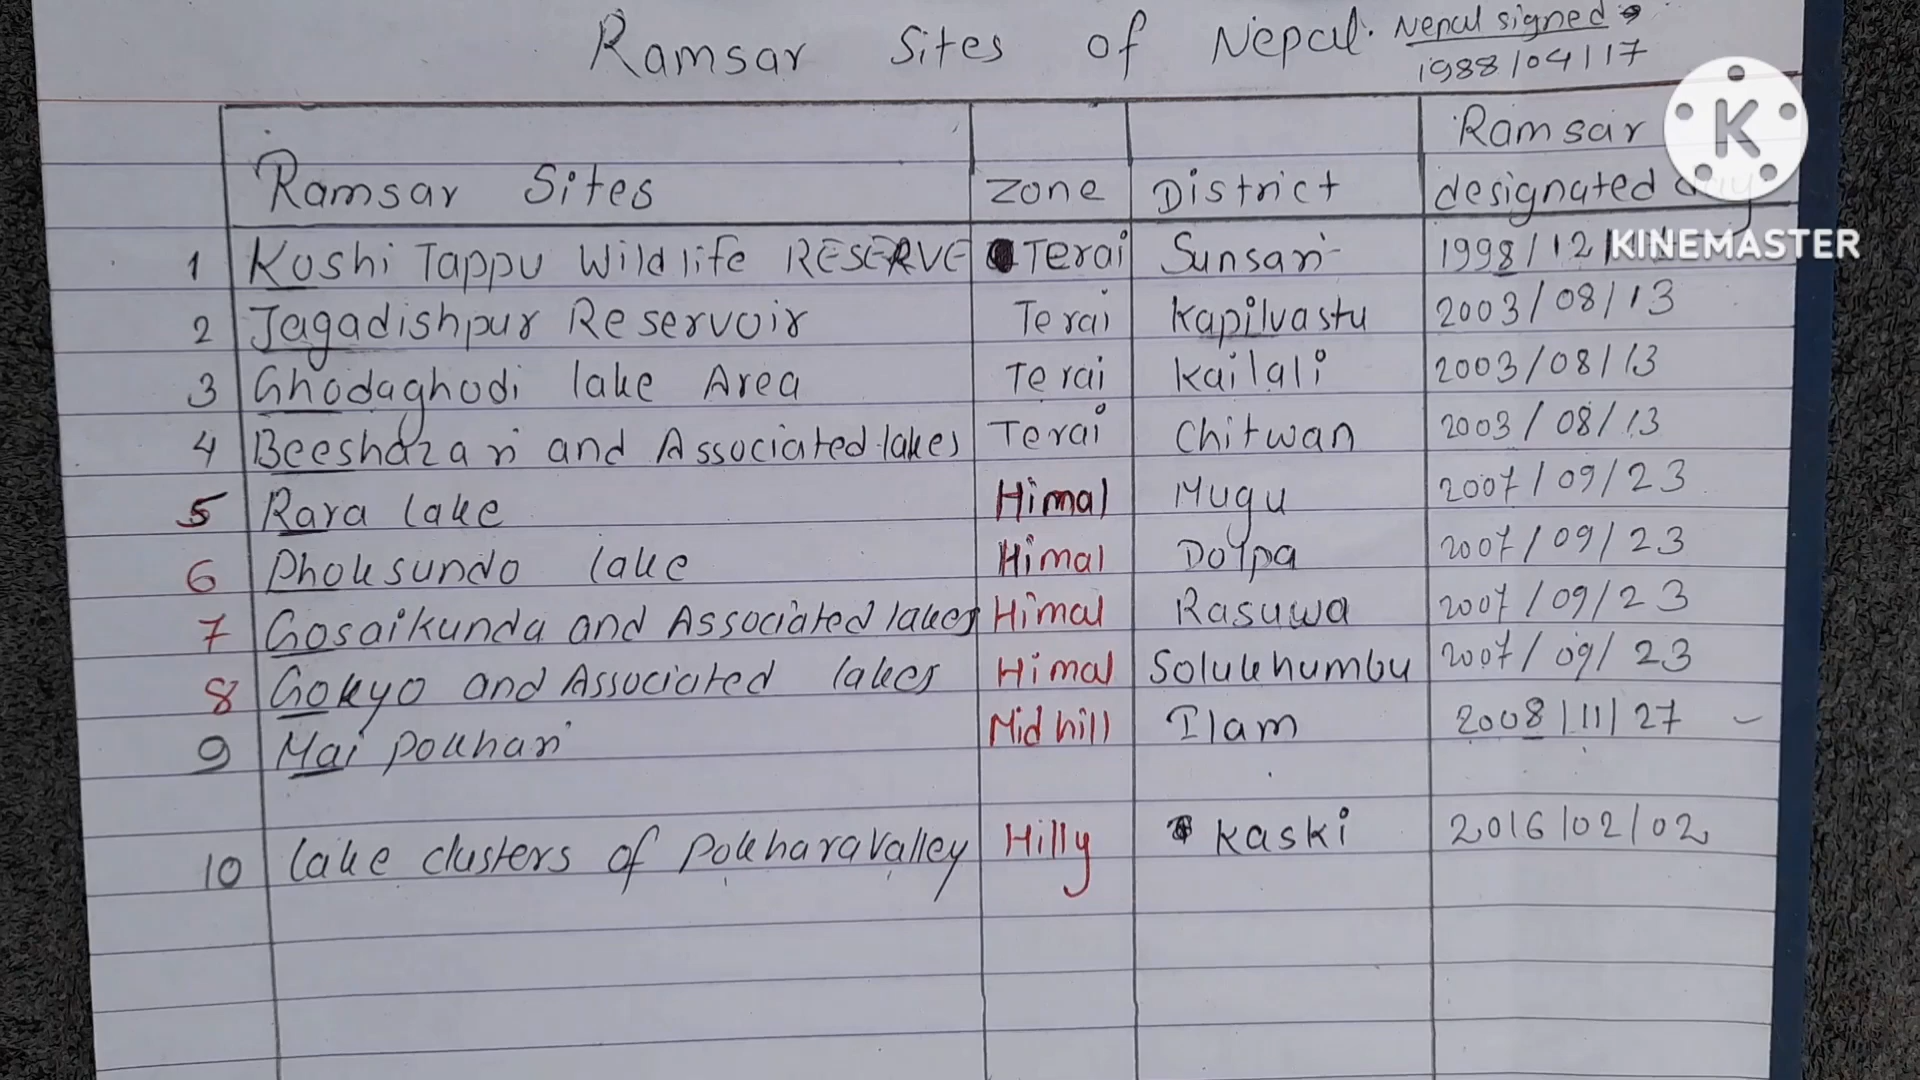 Ramsar Sites of Nepal. Nepal signed
1988/04/17
Ramsar
Ramsar Sites Zone District designated day
1 Koshi Tappu Wildlife RESERVE Terai Sunsari 1998/12/
KINEMASTER
2 Jagadishpur Reservoir Terai Kapilvastu 2003/08/13
3 Ghodaghodi lake Area Terai Kailali 2003/08/13
4 Beeshazari and Associated lakes Terai Chitwan 2003/08/13
5 Rara lake Himal Mugu 2007/09/23
6 Phoksundo lake Himal Dolpa 2007/09/23
7 Gosaikunda and Associated lakes Himal Rasuwa 2007/09/23
8 Gokyo and Associated lakes Himal Solukhumbu 2007/09/23
9 Mai pokhari Mid hill Ilam 2008/11/27
10 lake clusters of pokhara Valley Hilly Kaski 2016/02/02